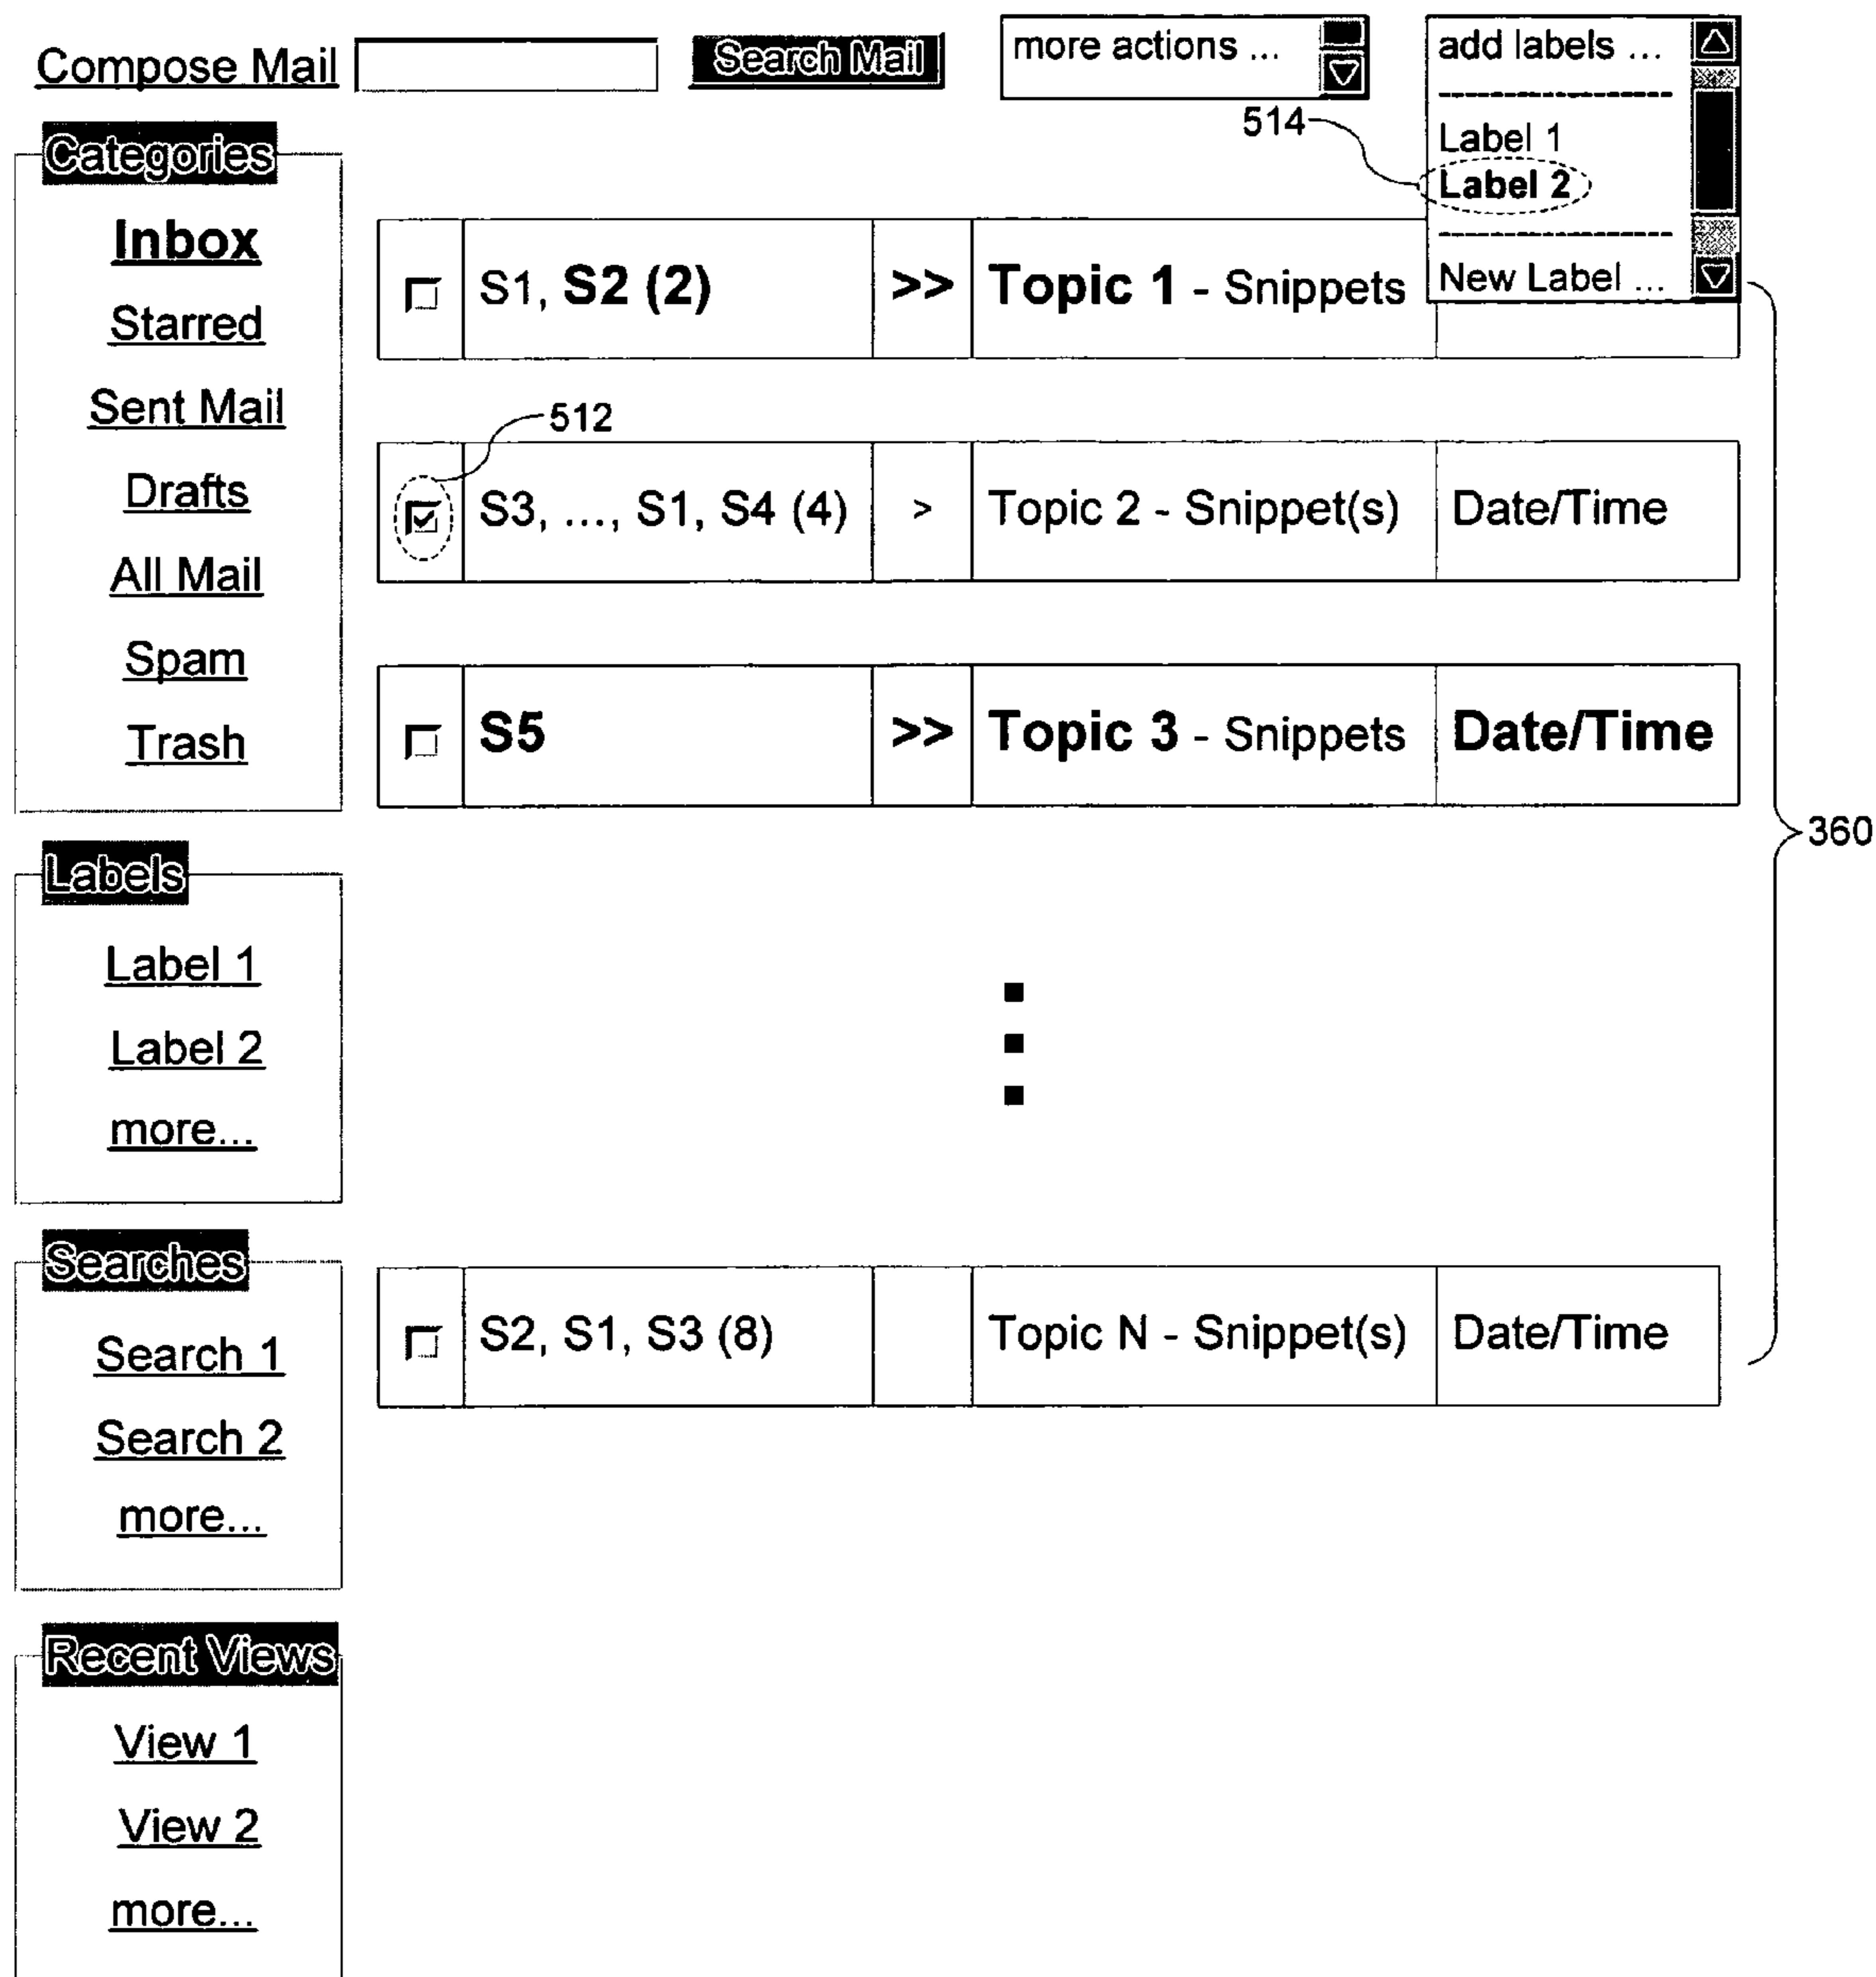 Compose Mail Search Mail more actions ... add labels ...
514
Label 1
Label 2
New Label ...
Categories
Inbox
Starred
Sent Mail
Drafts
All Mail
Spam
Trash
S1, S2 (2) >> Topic 1 - Snippets
512
S3, ..., S1, S4 (4) > Topic 2 - Snippet(s) Date/Time
S5 >> Topic 3 - Snippets Date/Time
360
Labels
Label 1
Label 2
more...
Searches
Search 1
Search 2
more...
S2, S1, S3 (8) Topic N - Snippet(s) Date/Time
Recent Views
View 1
View 2
more...